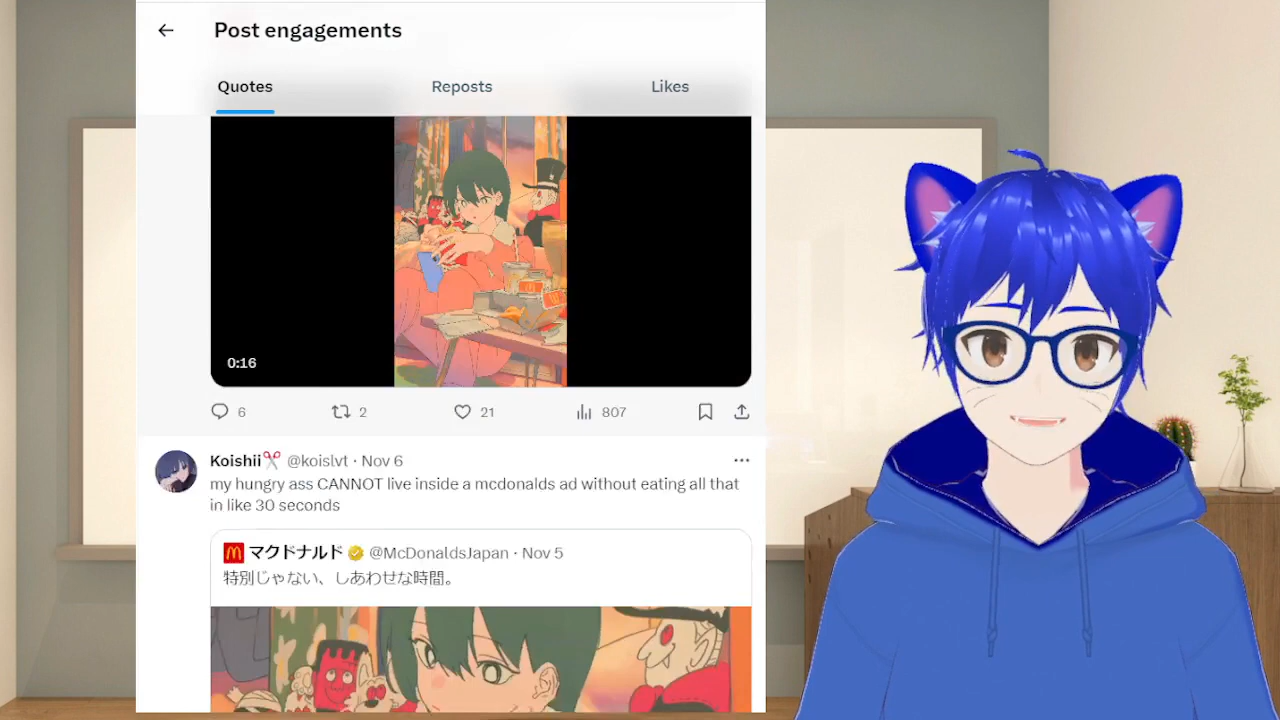 Post engagements
Quotes Reposts Likes
0:16
6 2 21 807
Koishii✂️ @koislvt · Nov 6
my hungry ass CANNOT live inside a mcdonalds ad without eating all that
in like 30 seconds
マクドナルド @McDonaldsJapan · Nov 5
特別じゃない、しあわせな時間。